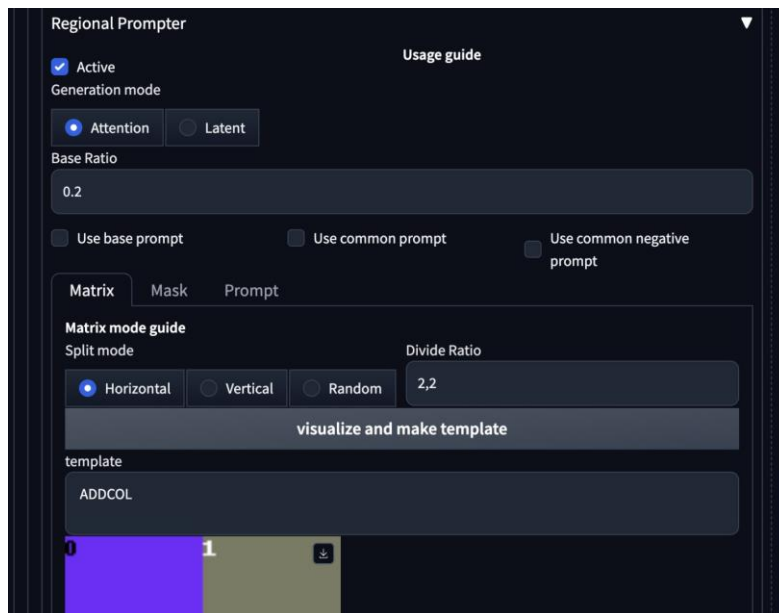 Regional Prompter ▼
Usage guide
Active
Generation mode
Attention Latent
Base Ratio
0.2
Use base prompt Use common prompt Use common negative
prompt
Matrix Mask Prompt
Matrix mode guide
Split mode Divide Ratio
Horizontal Vertical Random 2,2
visualize and make template
template
ADDCOL
0 1